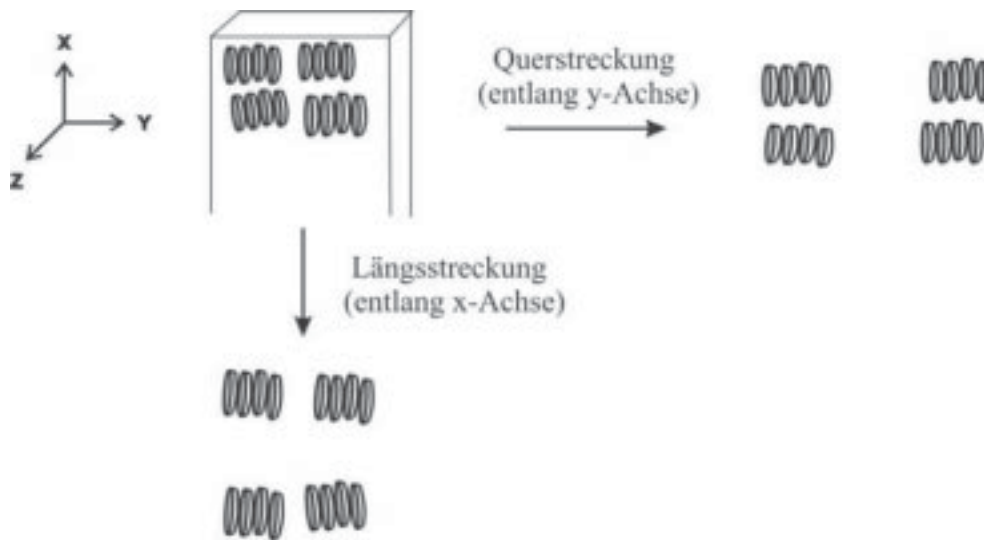 X
Y
Z
Querstreckung
(entlang y-Achse)
Längsstreckung
(entlang x-Achse)